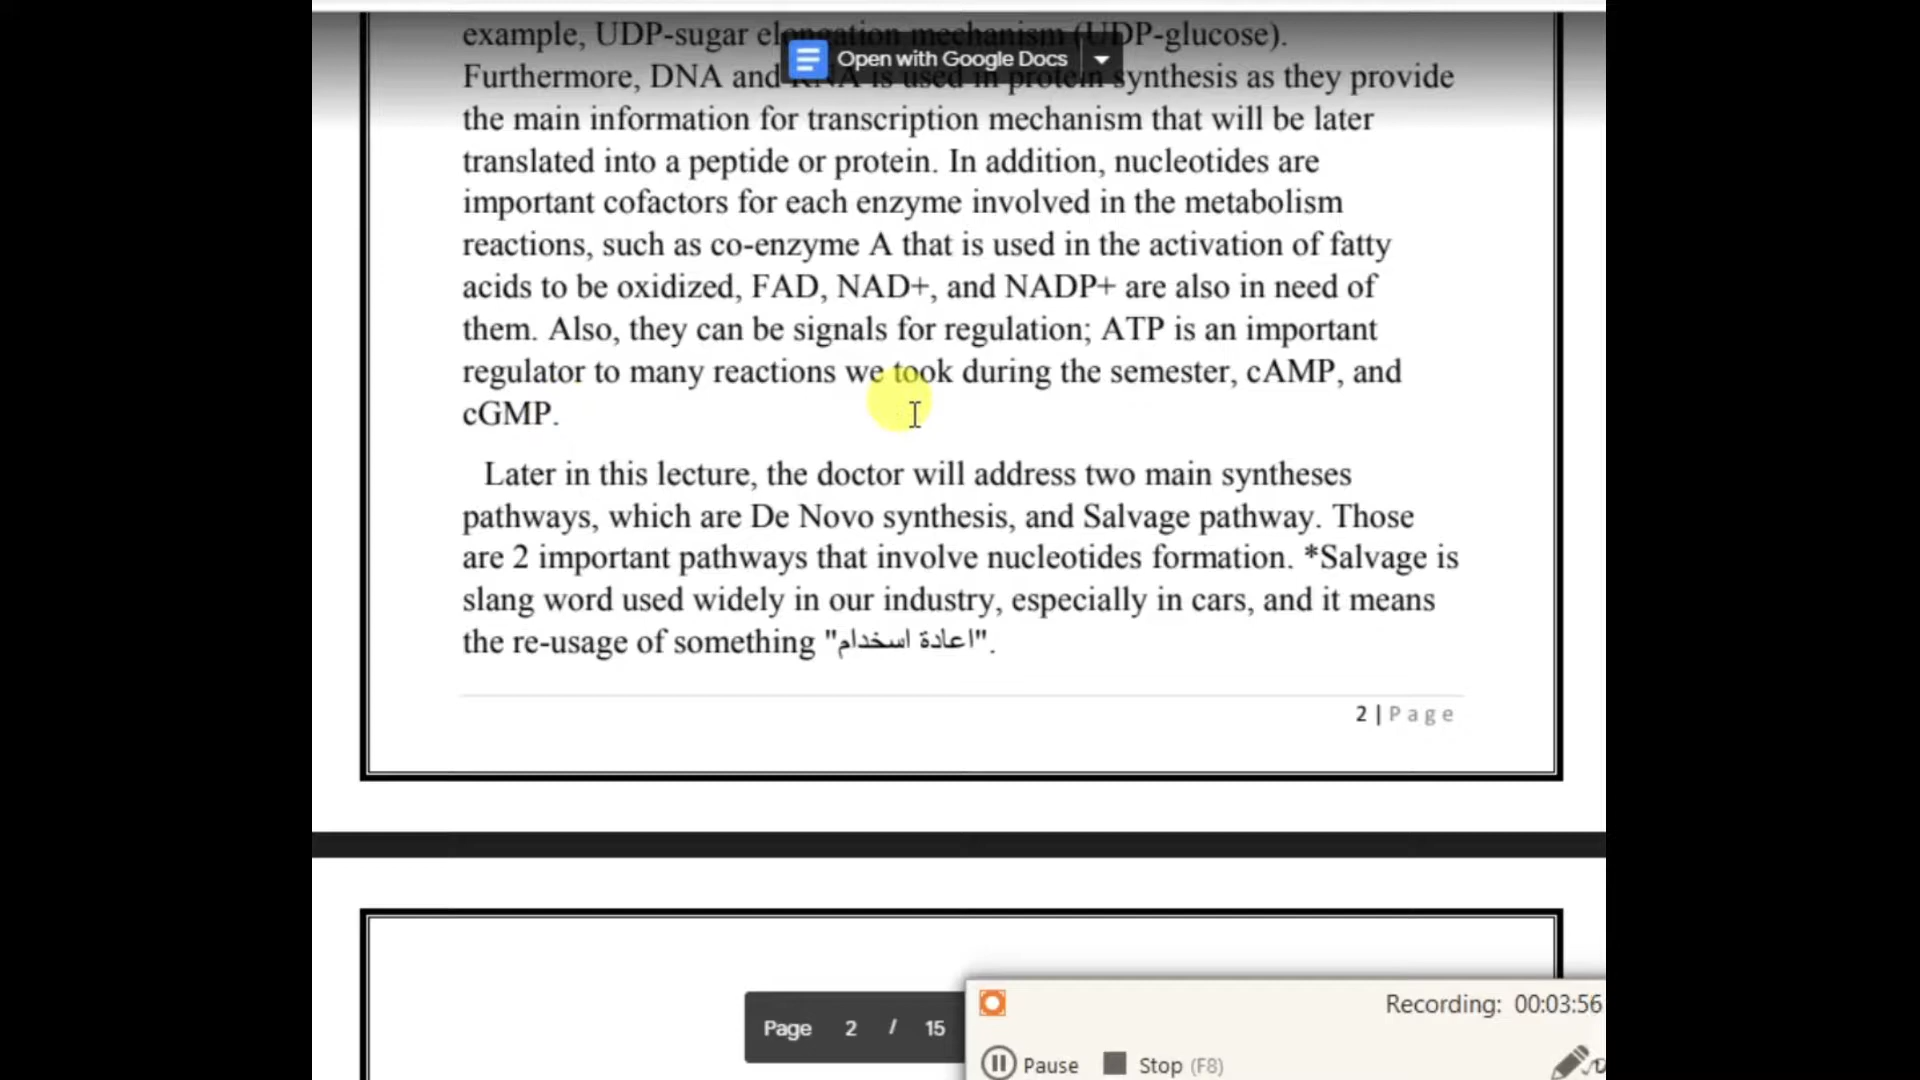 example, UDP-sugar elongation mechanism (UDP-glucose).
Open with Google Docs
Furthermore, DNA and RNA is used in protein synthesis as they provide
the main information for transcription mechanism that will be later
translated into a peptide or protein. In addition, nucleotides are
important cofactors for each enzyme involved in the metabolism
reactions, such as co-enzyme A that is used in the activation of fatty
acids to be oxidized, FAD, NAD+, and NADP+ are also in need of
them. Also, they can be signals for regulation; ATP is an important
regulator to many reactions we took during the semester, cAMP, and
cGMP.
Later in this lecture, the doctor will address two main syntheses
pathways, which are De Novo synthesis, and Salvage pathway. Those
are 2 important pathways that involve nucleotides formation. *Salvage is
slang word used widely in our industry, especially in cars, and it means
the re-usage of something "اعادة اسخدام".
2 | Page
Page 2 / 15
Recording: 00:03:56
Pause Stop (F8)